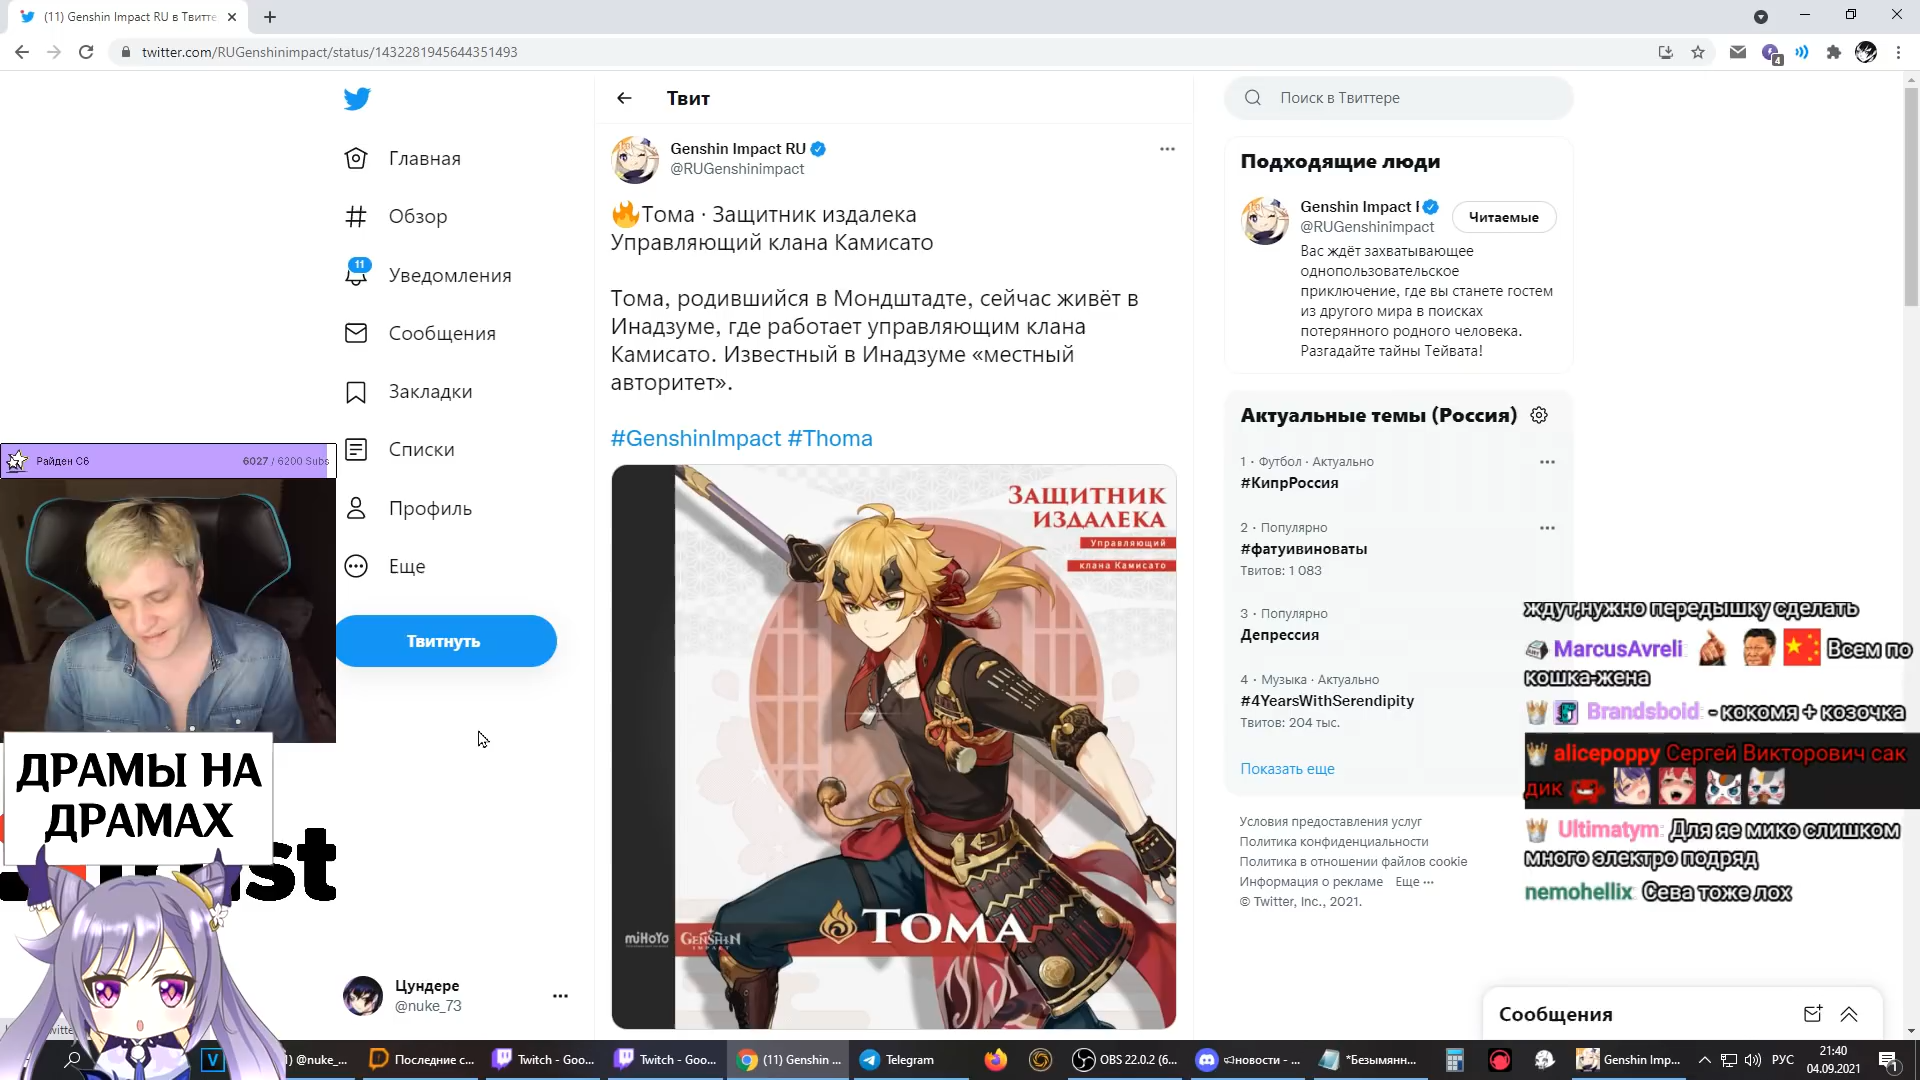 (11) Genshin Impact RU в Твитте
twitter.com/RUGenshinimpact/status/1432281945644351493
4
Главная
Обзор
11
Уведомления
Сообщения
Закладки
Списки
Профиль
Еще
Твитнуть
Цундере
@nuke_73
Твит
Genshin Impact RU
@RUGenshinimpact
Тома · Защитник издалека
Управляющий клана Камисато
Тома, родившийся в Мондштадте, сейчас живёт в
Инадзуме, где работает управляющим клана
Камисато. Известный в Инадзуме «местный
авторитет».
#GenshinImpact #Thoma
Защитник
издалека
Управляющий
клана Камисато
miHoYo
GENSHIN
IMPACT
Тома
Поиск в Твиттере
Подходящие люди
Genshin Impact
Читаемые
@RUGenshinimpact
Вас ждёт захватывающее
однопользовательское
приключение, где вы станете гостем
из другого мира в поисках
потерянного родного человека.
Разгадайте тайны Тейвата!
Актуальные темы (Россия)
1 · Футбол · Актуально
#КипрРоссия
2 · Популярно
#фатуивиноваты
Твитов: 1 083
3 · Популярно
Депрессия
4 · Музыка · Актуально
#4YearsWithSerendipity
Твитов: 204 тыс.
Показать еще
Условия предоставления услуг
Политика конфиденциальности
Политика в отношении файлов cookie
Информация о рекламе Еще ···
© Twitter, Inc., 2021.
Сообщения
Райден С6
6027 / 6200 Subs
ДРАМЫ НА
ДРАМАХ
st
ждут,нужно передышку сделать
MarcusAvreli: Всем по
кошка-жена
Brandsboid: - кокомя + козочка
alicepoppy Сергей Викторович сак
дик
Ultimatym: Для яе мико слишком
много электро подряд
nemohellix: Сева тоже лох
V
) @nuke_...
Последние с...
Twitch - Goo...
Twitch - Goo...
(11) Genshin ...
Telegram
OBS 22.0.2 (6...
новости - ...
*Безымянн...
Genshin Imp...
РУС
21:40
04.09.2021
1